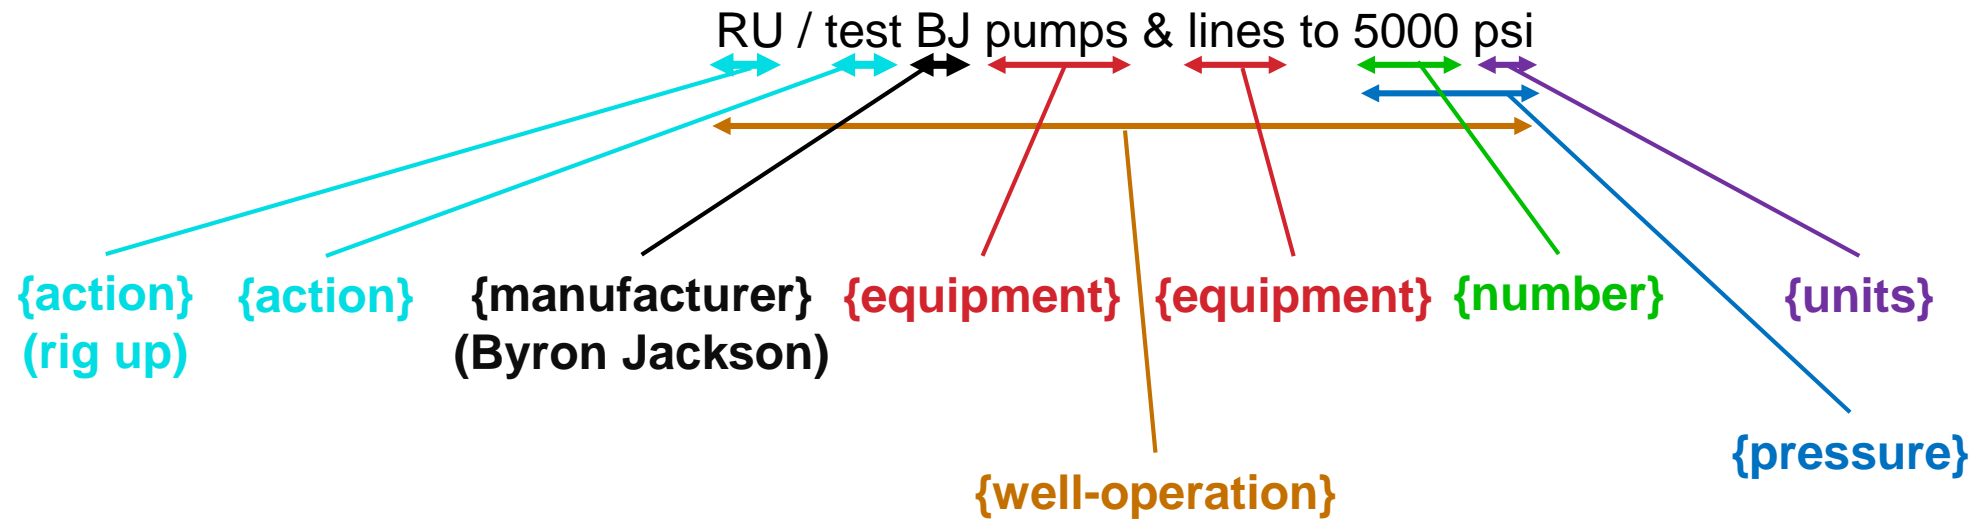 RU / test BJ pumps & lines to 5000 psi
{action} {action} {manufacturer} {equipment} {equipment} {number} {units}
(rig up) (Byron Jackson)
{pressure}
{well-operation}